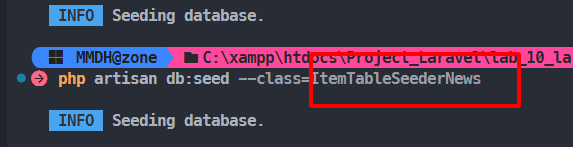 INFO Seeding database.
MMDH@zone C:\xampp\htdocs\Project_Laravel\lab_10_la
php artisan db:seed --class=ItemTableSeederNews
INFO Seeding database.